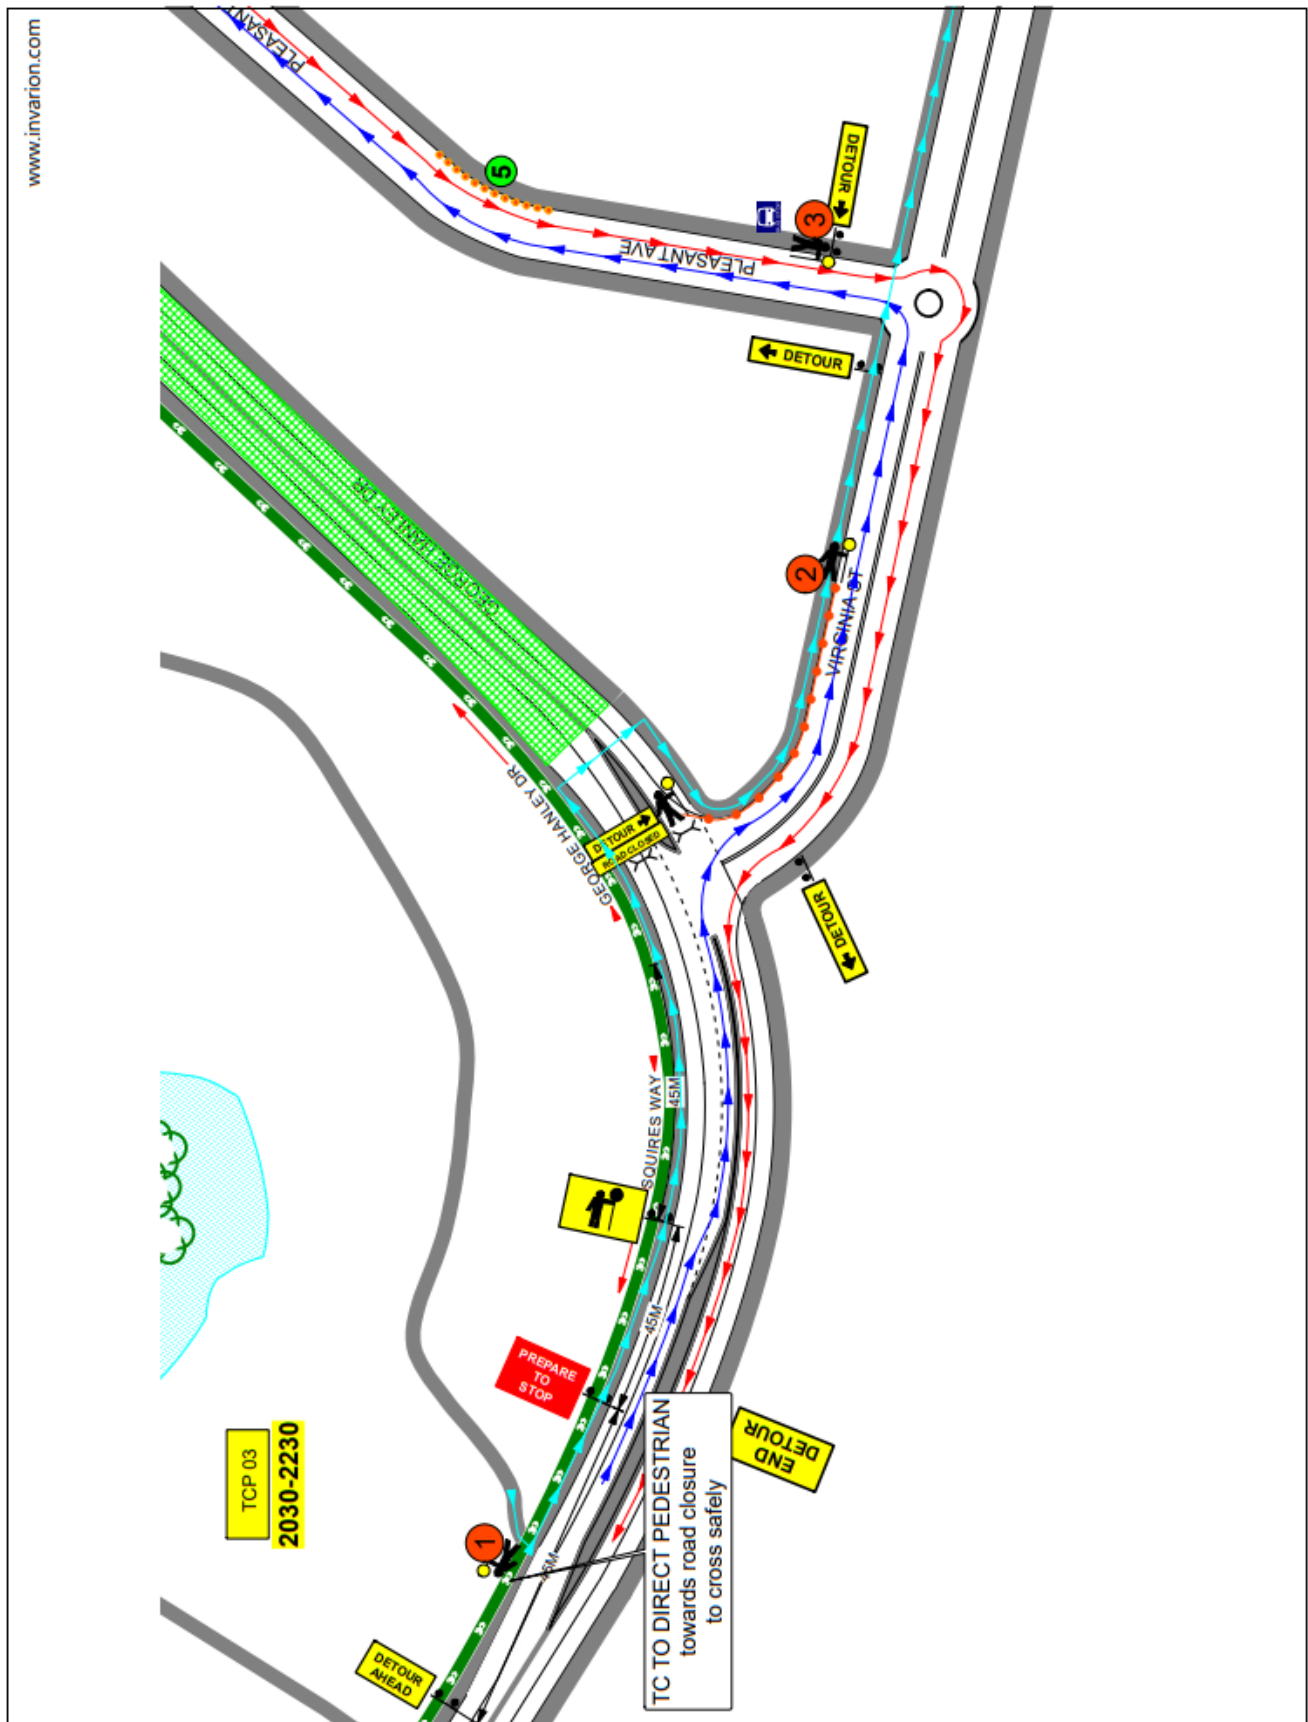 www.invarion.com
PLEASANT
5
PLEASANT AVE
3
DETOUR
DETOUR
GEORGE HANLEY DR
2
VIRGINIA ST
GEORGE HANLEY DR
DETOUR
ROAD CLOSED
DETOUR
SQUIRES WAY
45M
45M
PREPARE
TO
STOP
END
DETOUR
TCP 03
2030-2230
1
45M
TC TO DIRECT PEDESTRIAN
towards road closure
to cross safely
DETOUR
AHEAD